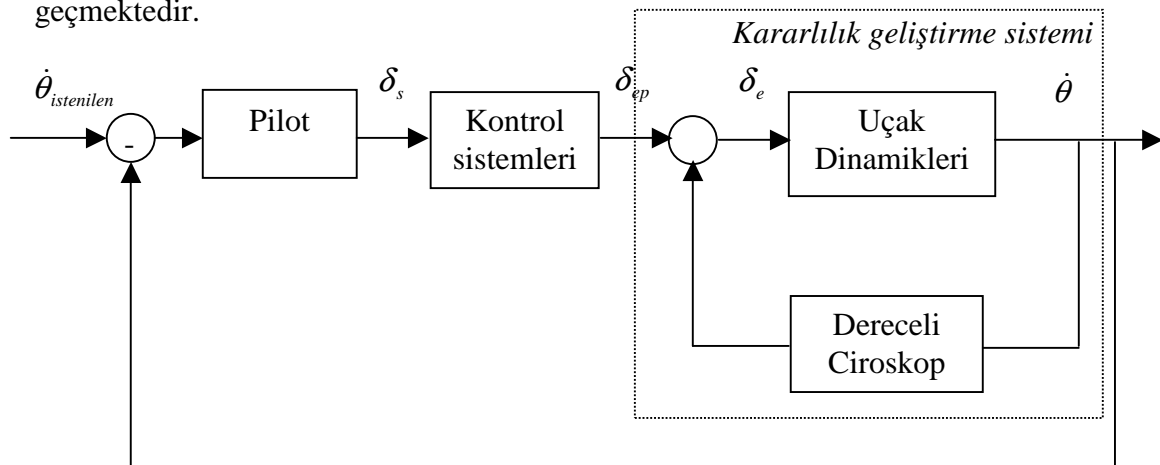 geçmektedir.
Kararlılık geliştirme sistemi
θ̇istenilen
δs
δep
δe
θ̇
-
Pilot
Kontrol
sistemleri
Uçak
Dinamikleri
Dereceli
Ciroskop